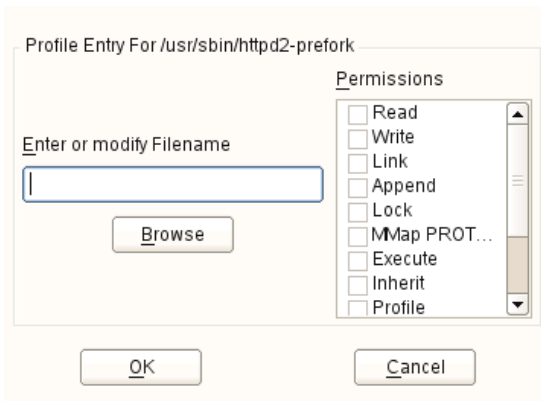 Profile Entry For /usr/sbin/httpd2-prefork
Permissions
Read
Write
Enter or modify Filename
Link
Append
Lock
Browse
MMap PROT...
Execute
Inherit
Profile
OK
Cancel